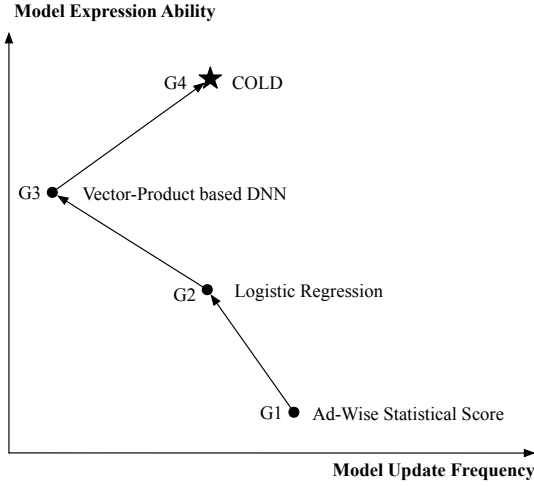 Model Expression Ability
G4 COLD
G3 Vector-Product based DNN
G2 Logistic Regression
G1 Ad-Wise Statistical Score
Model Update Frequency